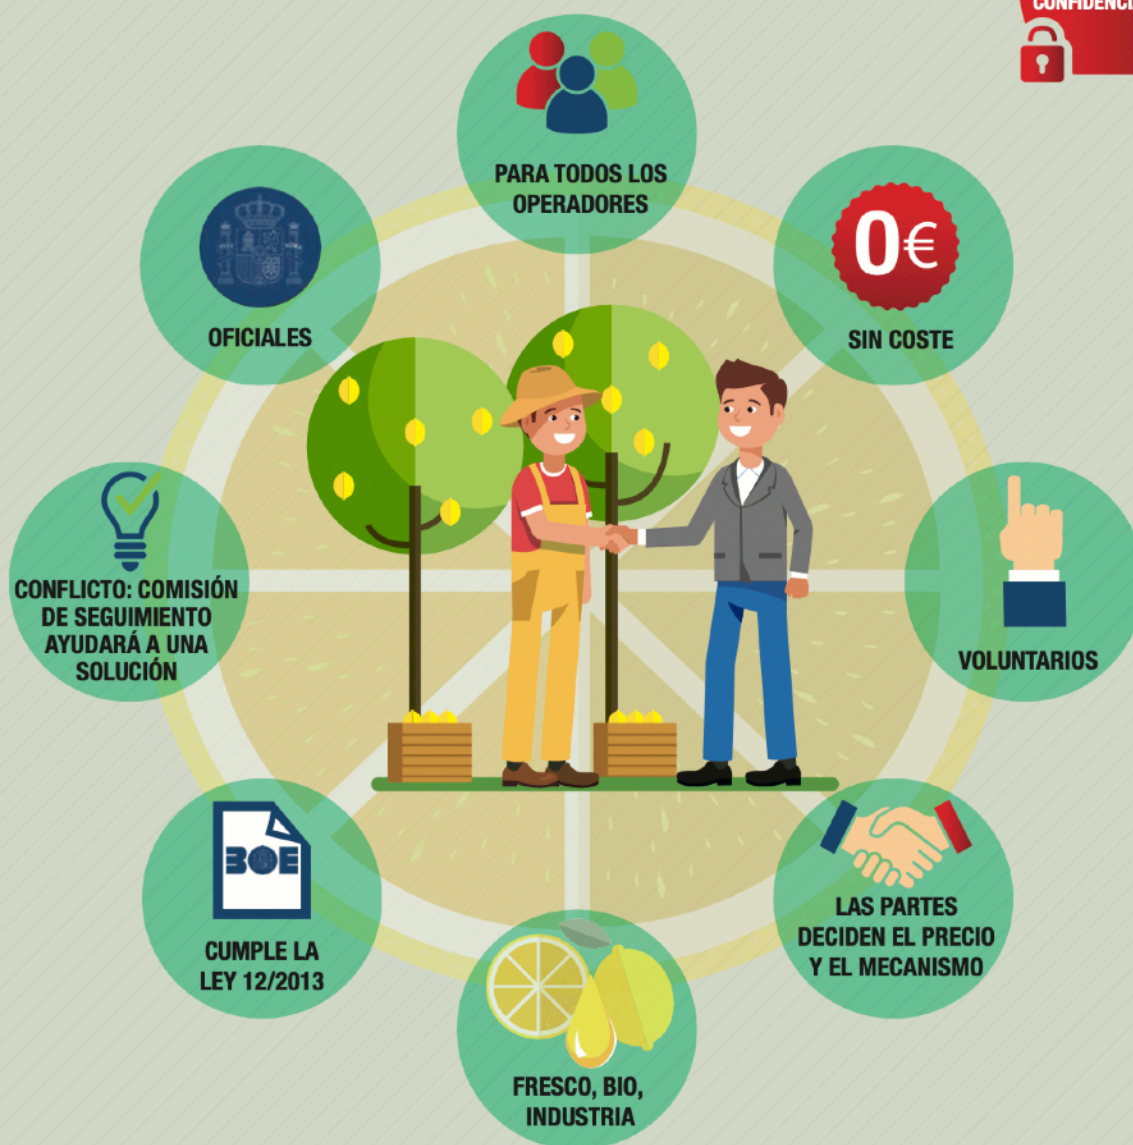 PARA TODOS LOS
OPERADORES
0€
SIN COSTE
OFICIALES
CONFLICTO: COMISIÓN
DE SEGUIMIENTO
AYUDARÁ A UNA
SOLUCIÓN
VOLUNTARIOS
BOE
CUMPLE LA
LEY 12/2013
LAS PARTES
DECIDEN EL PRECIO
Y EL MECANISMO
FRESCO, BIO,
INDUSTRIA